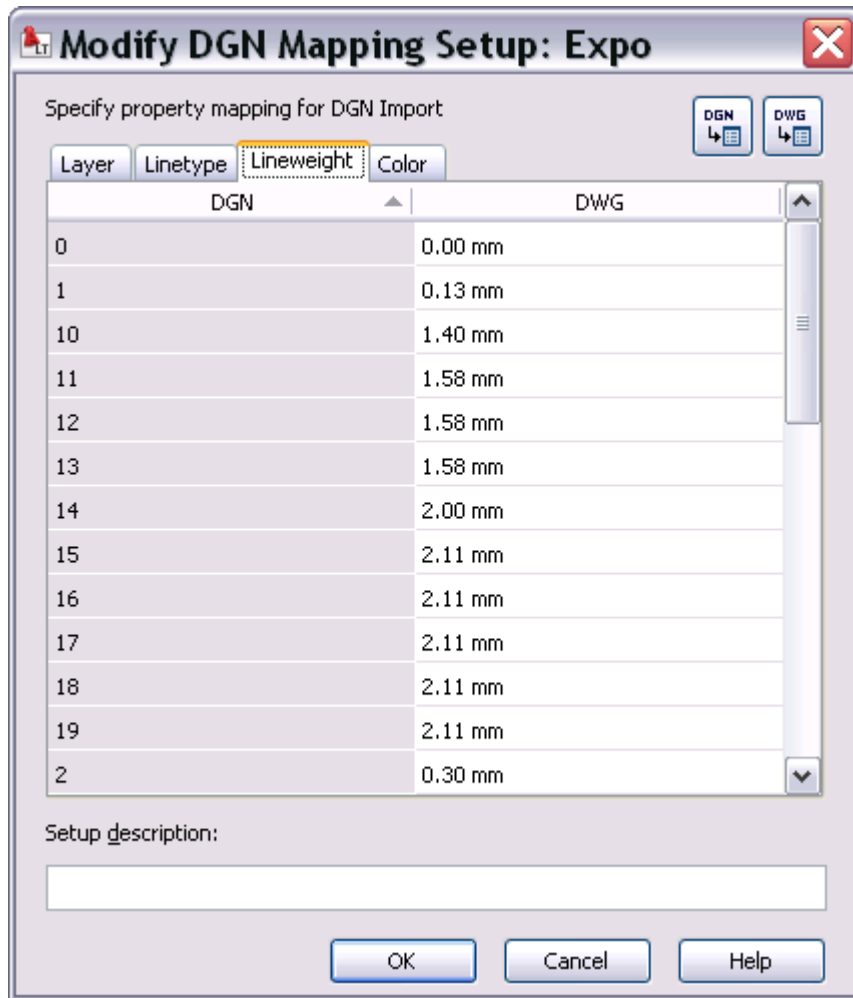 LT Modify DGN Mapping Setup: Expo
Specify property mapping for DGN Import
DGN DWG
Layer Linetype Lineweight Color
DGN DWG
0 0.00 mm
1 0.13 mm
10 1.40 mm
11 1.58 mm
12 1.58 mm
13 1.58 mm
14 2.00 mm
15 2.11 mm
16 2.11 mm
17 2.11 mm
18 2.11 mm
19 2.11 mm
2 0.30 mm
Setup description:
OK Cancel Help